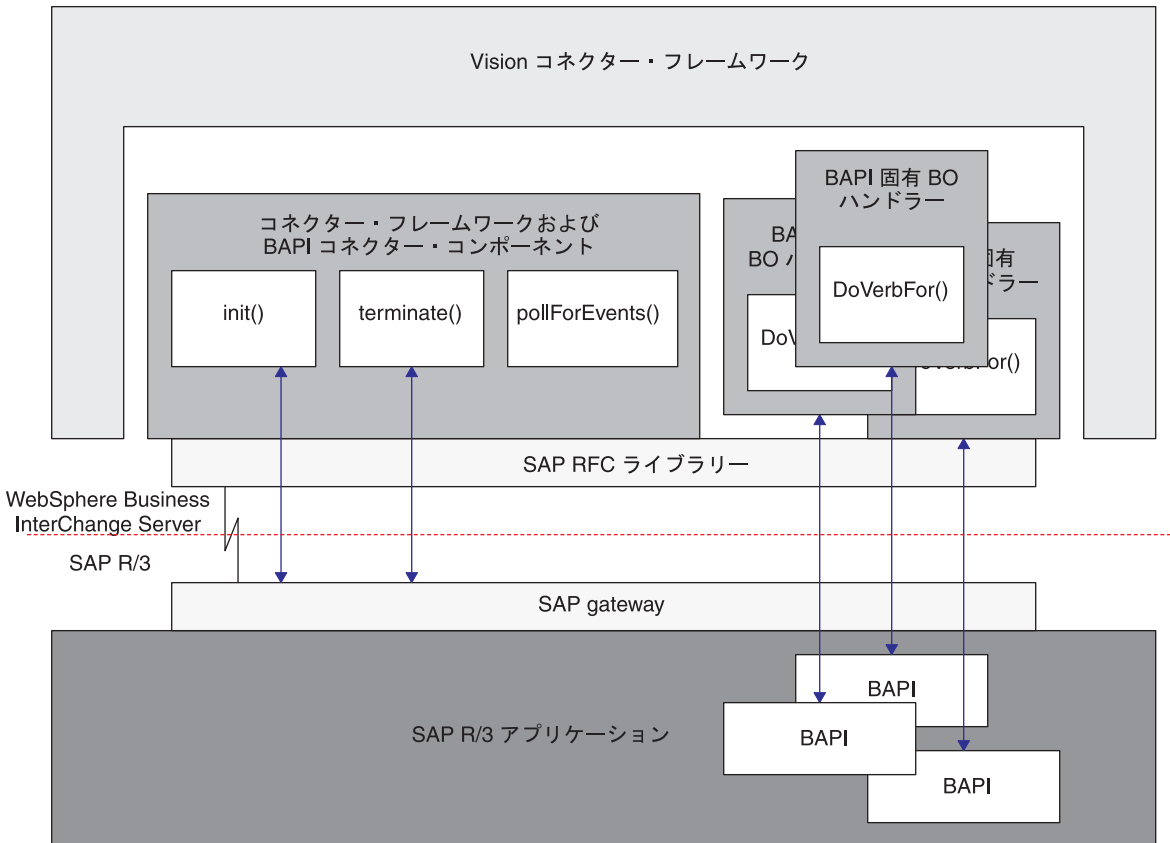 Vision コネクター・フレームワーク
コネクター・フレームワークおよび
BAPI コネクター・コンポーネント
init()
terminate()
pollForEvents()
BAPI 固有 BO
ハンドラー
DoVerbFor()
BO
固有
SAP RFC ライブラリー
WebSphere Business
InterChange Server
SAP R/3
SAP gateway
SAP R/3 アプリケーション
BAPI
BAPI
BAPI